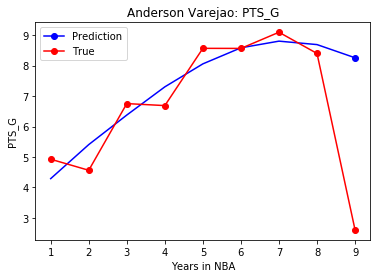 Anderson Varejao: PTS_G
Prediction
True
PTS_G
9
8
7
6
5
4
3
1 2 3 4 5 6 7 8 9
Years in NBA